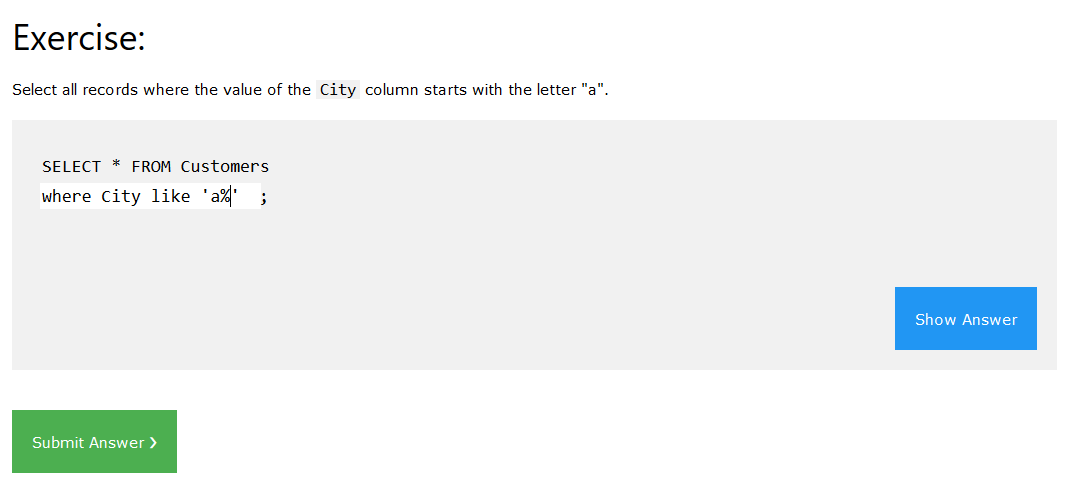 Exercise:
Select all records where the value of the City column starts with the letter "a".
SELECT * FROM Customers
where City like 'a%'  ;
Show Answer
Submit Answer ❯